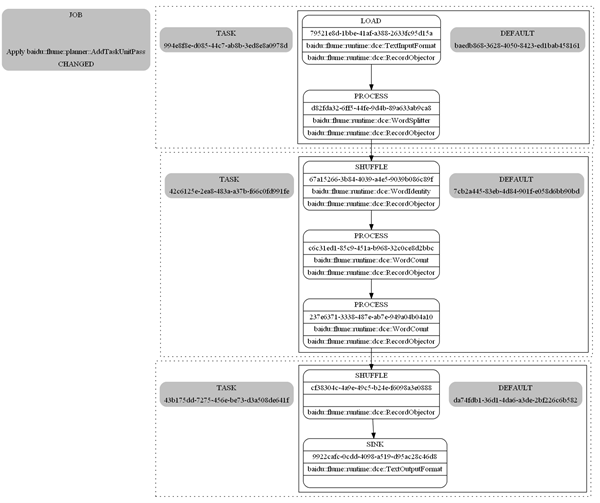 JOB
Apply baidu::flume::planner::AddTaskUnitPass
CHANGED
TASK
994e8f8e-d085-44c7-ab8b-3ed8e8a0978d
LOAD
79521e8d-1bbe-41af-a388-2633fc95d15a
baidu::flume::runtime::dce::TextInputFormat
baidu::flume::runtime::dce::RecordObjector
DEFAULT
baedb868-3628-4050-8423-ed1bab458161
PROCESS
d82fda32-6ff5-44fe-9d4b-89a633ab9ca8
baidu::flume::runtime::dce::WordSplitter
baidu::flume::runtime::dce::RecordObjector
TASK
42c6125e-2ea8-483a-a37b-f66c0fd991fe
SHUFFLE
67a15266-3b84-4039-a4e5-9039b086c89f
baidu::flume::runtime::dce::WordIdentity
baidu::flume::runtime::dce::RecordObjector
DEFAULT
7cb2a445-83eb-4d84-901f-e058d6bb90bd
PROCESS
c6c31ed1-85c9-451a-b968-32c0ce8d2bbc
baidu::flume::runtime::dce::WordCount
baidu::flume::runtime::dce::RecordObjector
PROCESS
237e6371-3338-487e-ab7e-949a04b04a10
baidu::flume::runtime::dce::WordCount
baidu::flume::runtime::dce::RecordObjector
TASK
43b175dd-7275-456e-be73-d3a508de641f
SHUFFLE
cf38304c-4a9e-49c5-b24e-f6098a3e0888
baidu::flume::runtime::dce::RecordObjector
DEFAULT
da74fdb1-36d1-4da6-a3de-2bf226c6b582
SINK
9922cafc-0cdd-4098-a519-d95ac28c46d8
baidu::flume::runtime::dce::TextOutputFormat